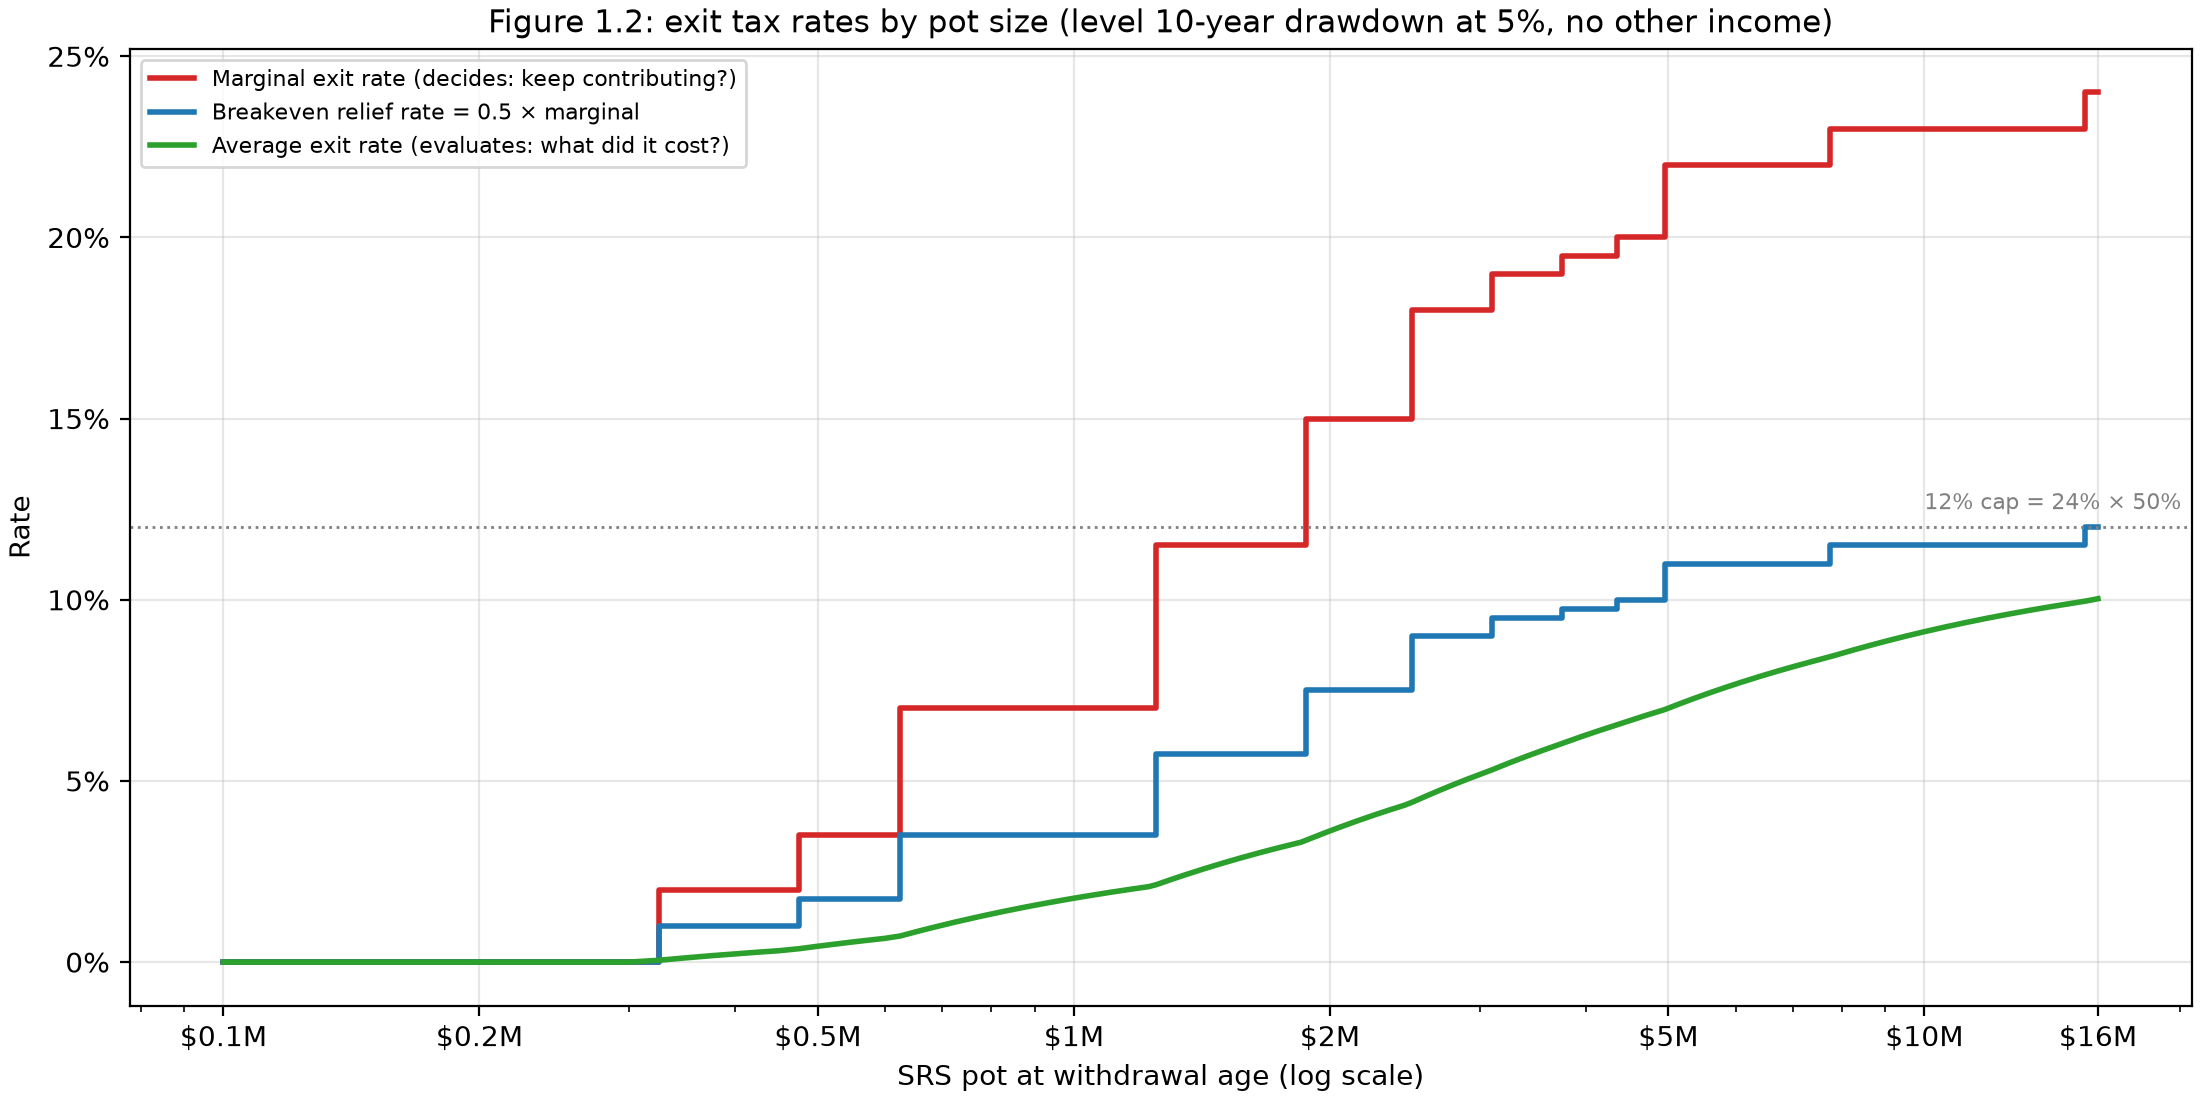 Figure 1.2: exit tax rates by pot size (level 10-year drawdown at 5%, no other income)
25%
20%
15%
10%
5%
0%
Rate
Marginal exit rate (decides: keep contributing?)
Breakeven relief rate = 0.5 × marginal
Average exit rate (evaluates: what did it cost?)
12% cap = 24% × 50%
$0.1M
$0.2M
$0.5M
$1M
$2M
$5M
$10M
$16M
SRS pot at withdrawal age (log scale)